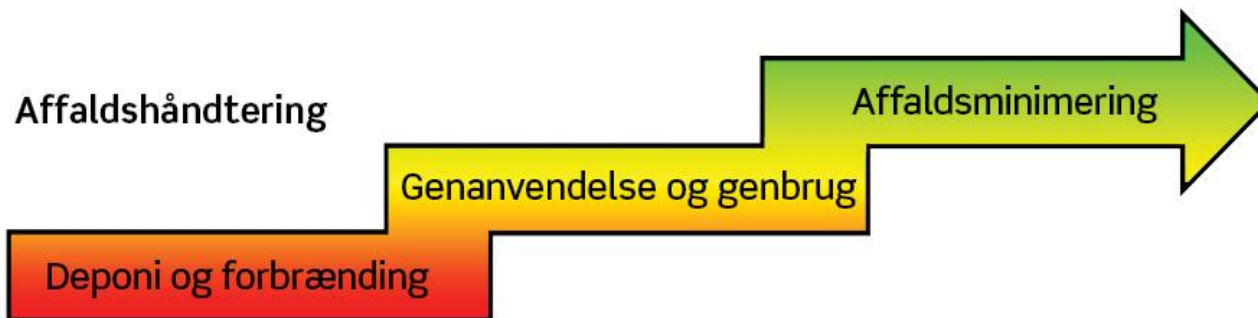 Affaldshåndtering
Affaldsminimering
Genanvendelse og genbrug
Deponi og forbrænding